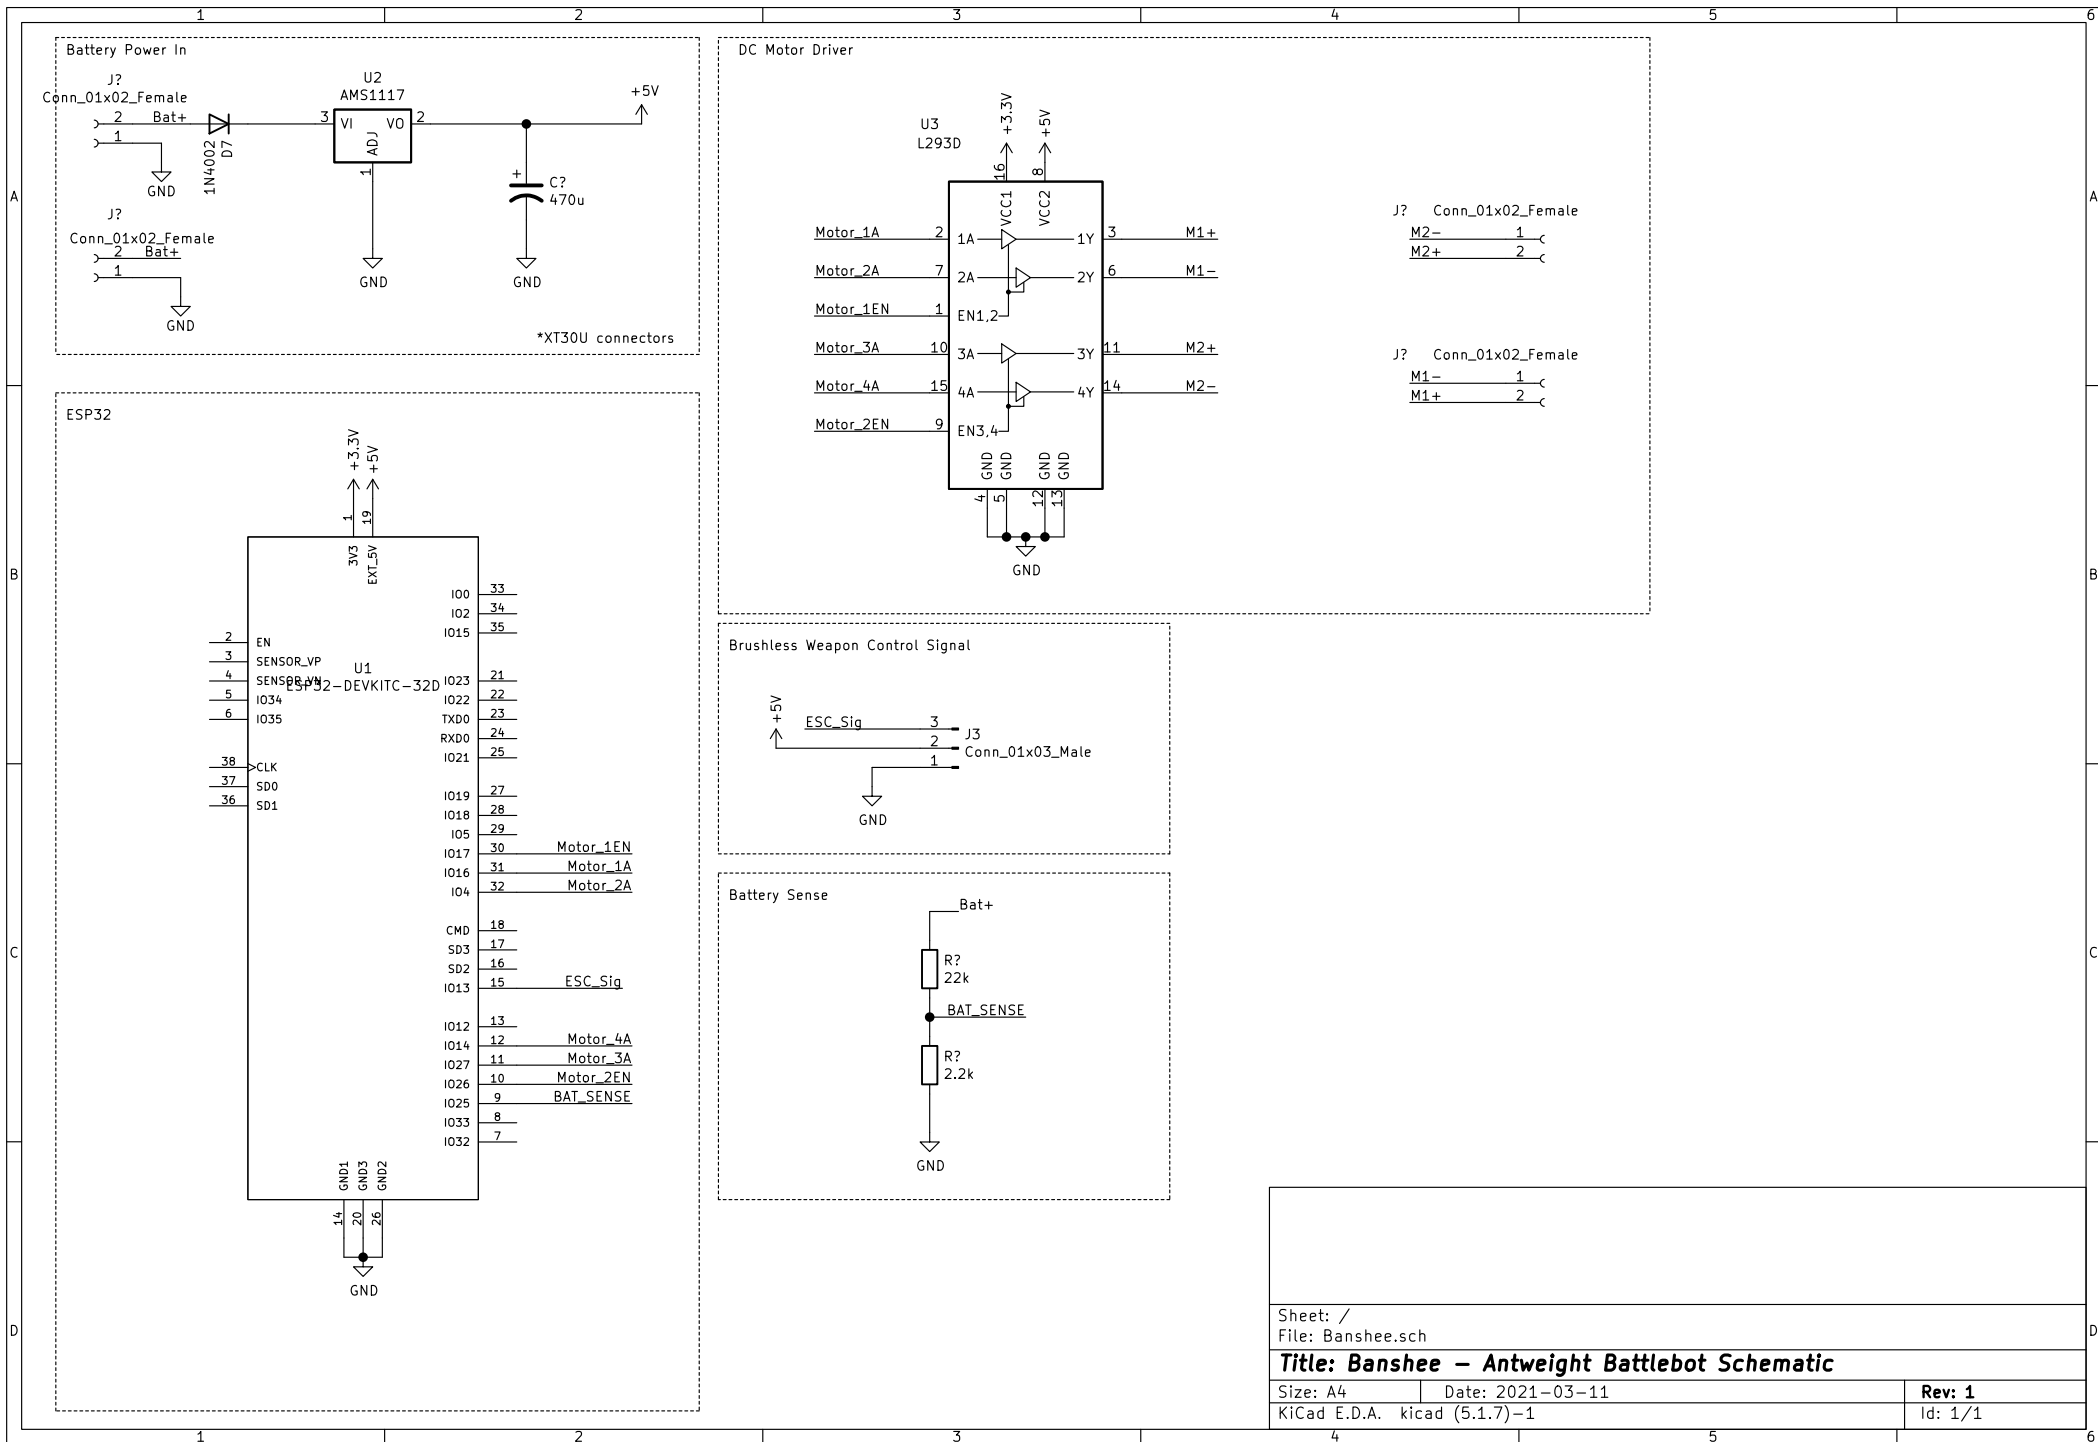 1 2 3 4 5 6
A
B
C
D
Battery Power In
J?
Conn_01x02_Female
2 Bat+
1
GND
1N4002
D7
U2
AMS1117
3 VI VO 2
ADJ
1
GND
+5V
+
C?
470u
GND
J?
Conn_01x02_Female
2 Bat+
1
GND
*XT30U connectors
DC Motor Driver
U3
L293D
+3.3V
+5V
16
8
VCC1
VCC2
Motor_1A 2 1A 1Y 3 M1+
Motor_2A 7 2A 2Y 6 M1-
Motor_1EN 1 EN1,2
Motor_3A 10 3A 3Y 11 M2+
Motor_4A 15 4A 4Y 14 M2-
Motor_2EN 9 EN3,4
GND GND GND GND
4 5 12 13
GND
J? Conn_01x02_Female
M2- 1
M2+ 2
J? Conn_01x02_Female
M1- 1
M1+ 2
ESP32
+3.3V
+5V
1
19
3V3
EXT_5V
U1
ESP32-DEVKITC-32D
2 EN
3 SENSOR_VP
4 SENSOR_VN
5 IO34
6 IO35
38 CLK
37 SD0
36 SD1
IO0 33
IO2 34
IO15 35
IO23 21
IO22 22
TXD0 23
RXD0 24
IO21 25
IO19 27
IO18 28
IO5 29
IO17 30 Motor_1EN
IO16 31 Motor_1A
IO4 32 Motor_2A
CMD 18
SD3 17
SD2 16
IO13 15 ESC_Sig
IO12 13
IO14 12 Motor_4A
IO27 11 Motor_3A
IO26 10 Motor_2EN
IO25 9 BAT_SENSE
IO33 8
IO32 7
GND1 GND3 GND2
14 20 26
GND
Brushless Weapon Control Signal
+5V
ESC_Sig 3
2
1
J3
Conn_01x03_Male
GND
Battery Sense
Bat+
R?
22k
BAT_SENSE
R?
2.2k
GND
Sheet: /
File: Banshee.sch
Title: Banshee – Antweight Battlebot Schematic
Size: A4 Date: 2021-03-11 Rev: 1
KiCad E.D.A. kicad (5.1.7)-1 Id: 1/1
A
B
C
D
1 2 3 4 5 6